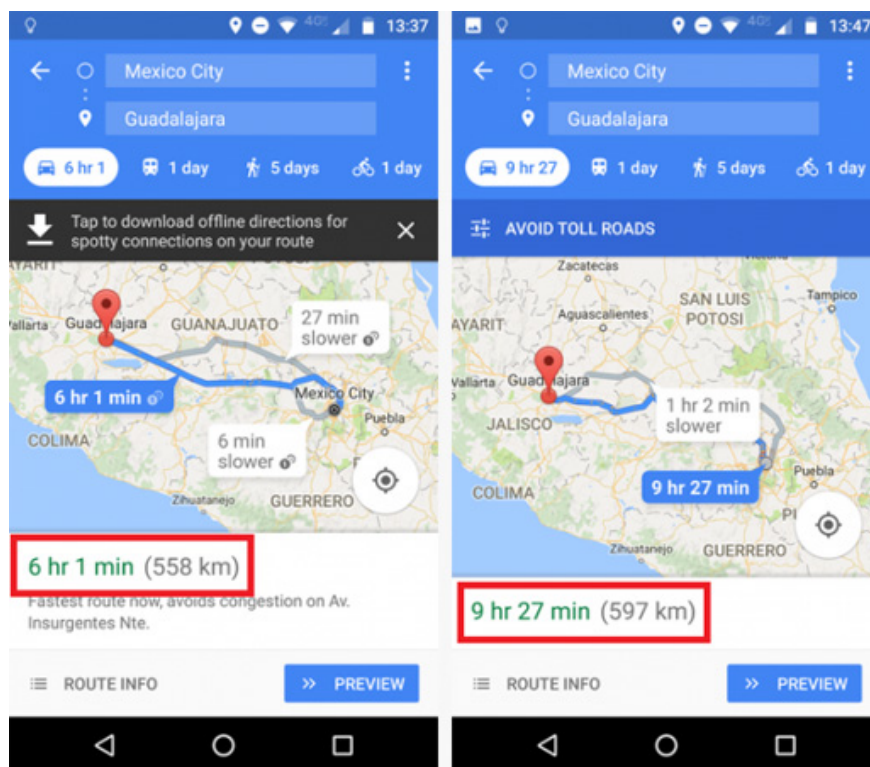 13:37
Mexico City
Guadalajara
6 hr 1
1 day
5 days
1 day
Tap to download offline directions for
spotty connections on your route
Guadalajara
GUANAJUATO
27 min
slower
6 hr 1 min
Mexico City
Puebla
COLIMA
6 min
slower
Zihuatanejo
GUERRERO
6 hr 1 min (558 km)
Fastest route now, avoids congestion on Av.
Insurgentes Nte.
ROUTE INFO
PREVIEW
13:47
Mexico City
Guadalajara
9 hr 27
1 day
5 days
1 day
AVOID TOLL ROADS
Zacatecas
SAN LUIS
POTOSI
Tampico
Aguascalientes
AYARIT
Vallarta
Guadalajara
JALISCO
1 hr 2 min
slower
COLIMA
9 hr 27 min
Puebla
Zihuatanejo
GUERRERO
9 hr 27 min (597 km)
ROUTE INFO
PREVIEW